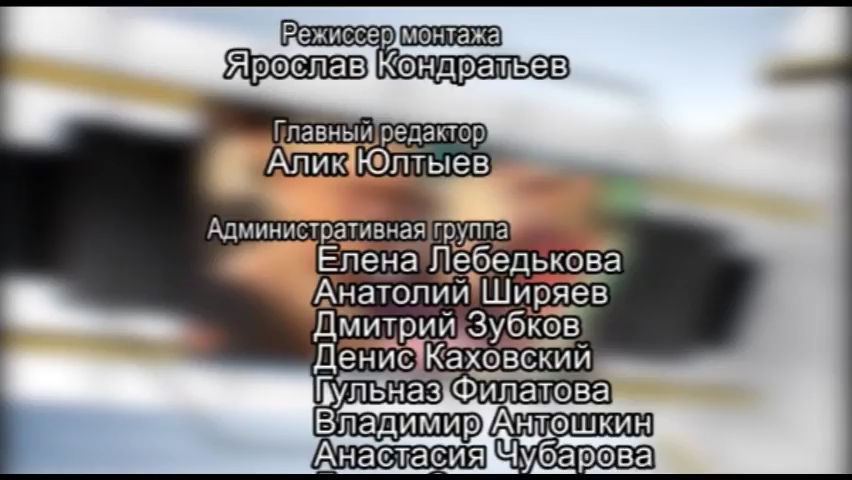 Режиссер монтажа
Ярослав Кондратьев
Главный редактор
Алик Юлтыев
Административная группа
Елена Лебедькова
Анатолий Ширяев
Дмитрий Зубков
Денис Каховский
Гульназ Филатова
Владимир Антошкин
Анастасия Чубарова